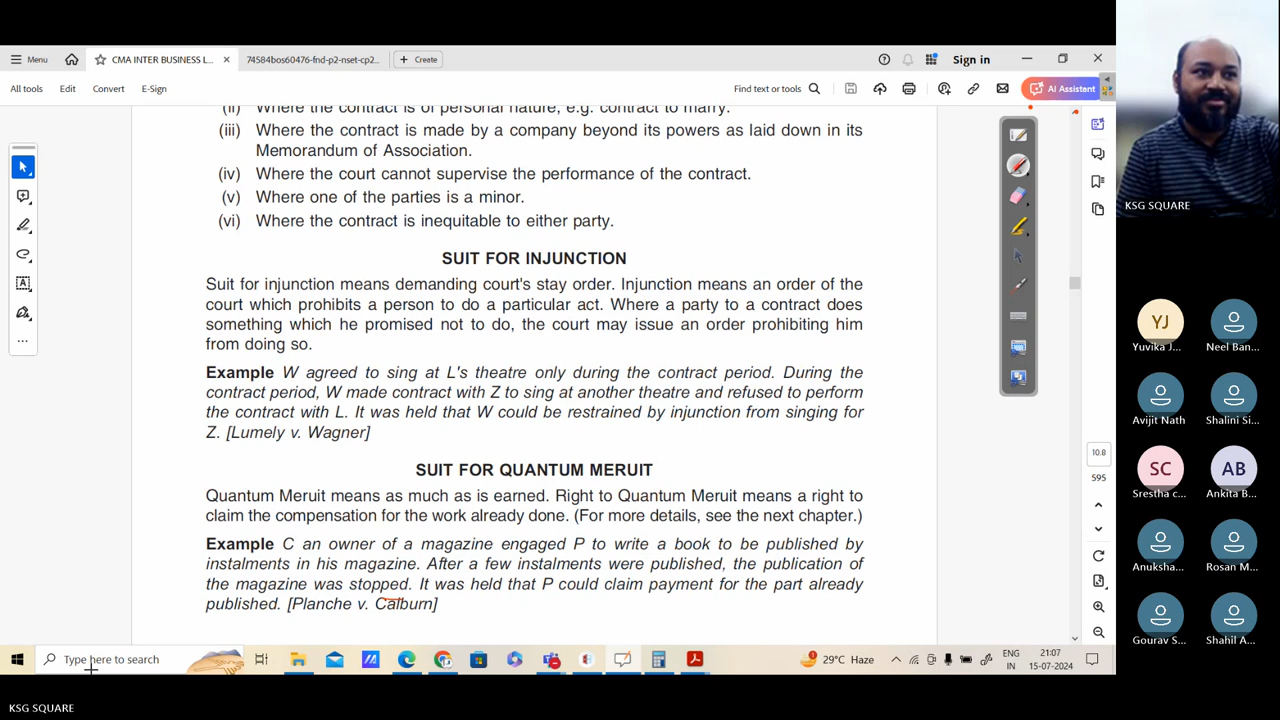 Menu
CMA INTER BUSINESS L...
74584bos60476-fnd-p2-nset-cp2...
Create
Sign in
All tools
Edit
Convert
E-Sign
Find text or tools
AI Assistant
(ii) Where the contract is of personal nature, e.g. contract to marry.
(iii) Where the contract is made by a company beyond its powers as laid down in its
Memorandum of Association.
(iv) Where the court cannot supervise the performance of the contract.
(v) Where one of the parties is a minor.
(vi) Where the contract is inequitable to either party.
SUIT FOR INJUNCTION
Suit for injunction means demanding court's stay order. Injunction means an order of the
court which prohibits a person to do a particular act. Where a party to a contract does
something which he promised not to do, the court may issue an order prohibiting him
from doing so.
Example W agreed to sing at L's theatre only during the contract period. During the
contract period, W made contract with Z to sing at another theatre and refused to perform
the contract with L. It was held that W could be restrained by injunction from singing for
Z. [Lumely v. Wagner]
SUIT FOR QUANTUM MERUIT
Quantum Meruit means as much as is earned. Right to Quantum Meruit means a right to
claim the compensation for the work already done. (For more details, see the next chapter.)
Example C an owner of a magazine engaged P to write a book to be published by
instalments in his magazine. After a few instalments were published, the publication of
the magazine was stopped. It was held that P could claim payment for the part already
published. [Planche v. Calburn]
10.8
595
KSG SQUARE
YJ
Yuvika J...
Neel Ban...
Avijit Nath
Shalini Si...
SC
Srestha c...
AB
Ankita B...
Anuksha...
Rosan M...
Gourav S...
Shahil A...
Type here to search
29°C Haze
ENG
IN
21:07
15-07-2024
KSG SQUARE